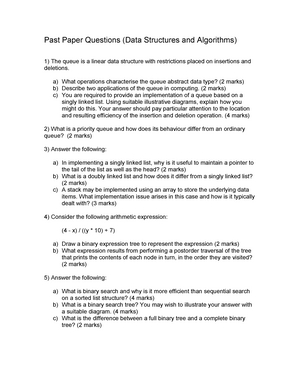 Past Paper Questions (Data Structures and Algorithms)
1) The queue is a linear data structure with restrictions placed on insertions and
deletions.
a) What operations characterise the queue abstract data type? (2 marks)
b) Describe two applications of the queue in computing. (2 marks)
c) You are required to provide an implementation of a queue based on a
singly linked list. Using suitable illustrative diagrams, explain how you
might do this. Your answer should pay particular attention to the location
and resulting efficiency of the insertion and deletion operation. (4 marks)
2) What is a priority queue and how does its behaviour differ from an ordinary
queue? (2 marks)
3) Answer the following:
a) In implementing a singly linked list, why is it useful to maintain a pointer to
the tail of the list as well as the head? (2 marks)
b) What is a doubly linked list and how does it differ from a singly linked list?
(2 marks)
c) A stack may be implemented using an array to store the underlying data
items. What implementation issue arises in this case and how is it typically
dealt with? (3 marks)
4) Consider the following arithmetic expression:
(4 - x) / ((y * 10) + 7)
a) Draw a binary expression tree to represent the expression (2 marks)
b) What expression results from performing a postorder traversal of the tree
that prints the contents of each node in turn, in the order they are visited?
(2 marks)
5) Answer the following:
a) What is binary search and why is it more efficient than sequential search
on a sorted list structure? (4 marks)
b) What is a binary search tree? You may wish to illustrate your answer with
a suitable diagram. (4 marks)
c) What is the difference between a full binary tree and a complete binary
tree? (2 marks)